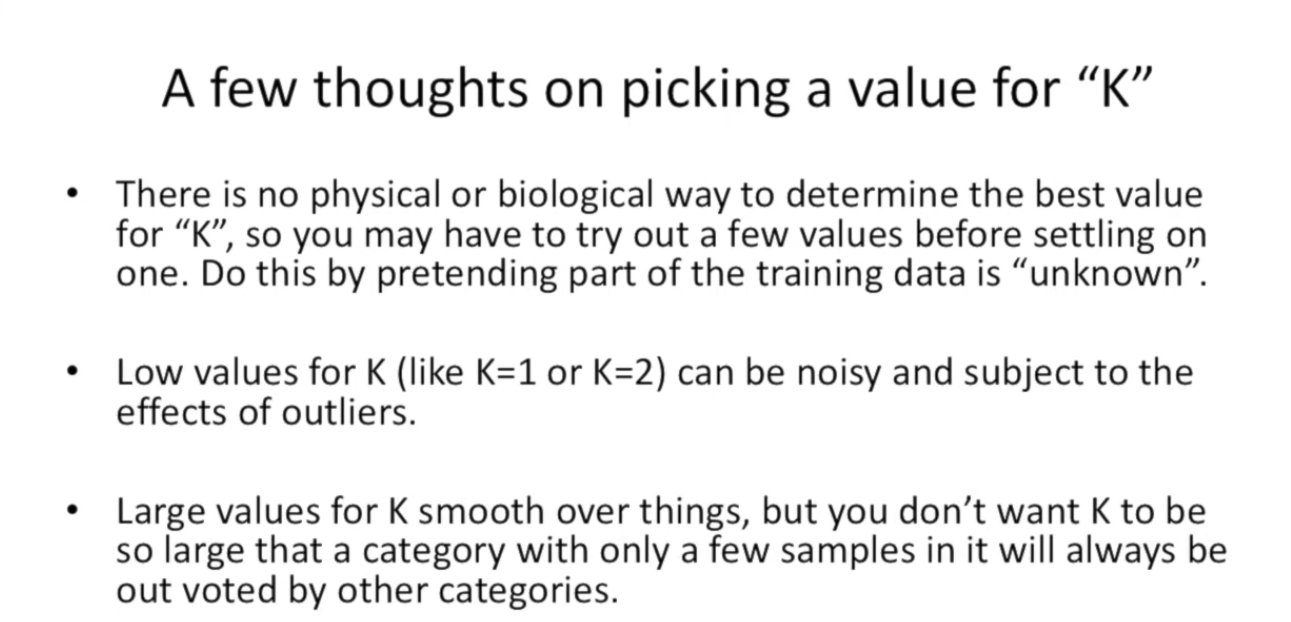 A few thoughts on picking a value for “K”
• There is no physical or biological way to determine the best value
for “K”, so you may have to try out a few values before settling on
one. Do this by pretending part of the training data is “unknown”.
• Low values for K (like K=1 or K=2) can be noisy and subject to the
effects of outliers.
• Large values for K smooth over things, but you don’t want K to be
so large that a category with only a few samples in it will always be
out voted by other categories.